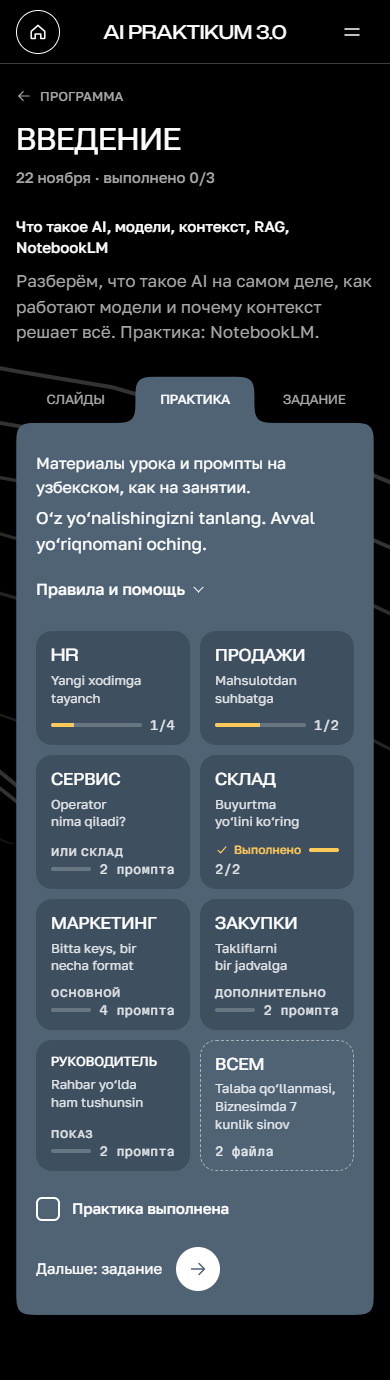 AI PRAKTIKUM 3.0
← ПРОГРАММА
ВВЕДЕНИЕ
22 ноября · выполнено 0/3
Что такое AI, модели, контекст, RAG,
NotebookLM
Разберём, что такое AI на самом деле, как
работают модели и почему контекст
решает всё. Практика: NotebookLM.
СЛАЙДЫ
ПРАКТИКА
ЗАДАНИЕ
Материалы урока и промпты на
узбекском, как на занятии.
Oʻz yoʻnalishingizni tanlang. Avval
yoʻriqnomani oching.
Правила и помощь
HR
Yangi xodimga
tayanch
1/4
ПРОДАЖИ
Mahsulotdan
suhbatga
1/2
СЕРВИС
Operator
nima qiladi?
ИЛИ СКЛАД
2 промпта
СКЛАД
Buyurtma
yoʻlini koʻring
✓ Выполнено
2/2
МАРКЕТИНГ
Bitta keys, bir
necha format
ОСНОВНОЙ
4 промпта
ЗАКУПКИ
Takliflarni
bir jadvalga
ДОПОЛНИТЕЛЬНО
2 промпта
РУКОВОДИТЕЛЬ
Rahbar yoʻlda
ham tushunsin
ПОКАЗ
2 промпта
ВСЕМ
Talaba qoʻllanmasi,
Biznesimda 7
kunlik sinov
2 файла
Практика выполнена
Дальше: задание →